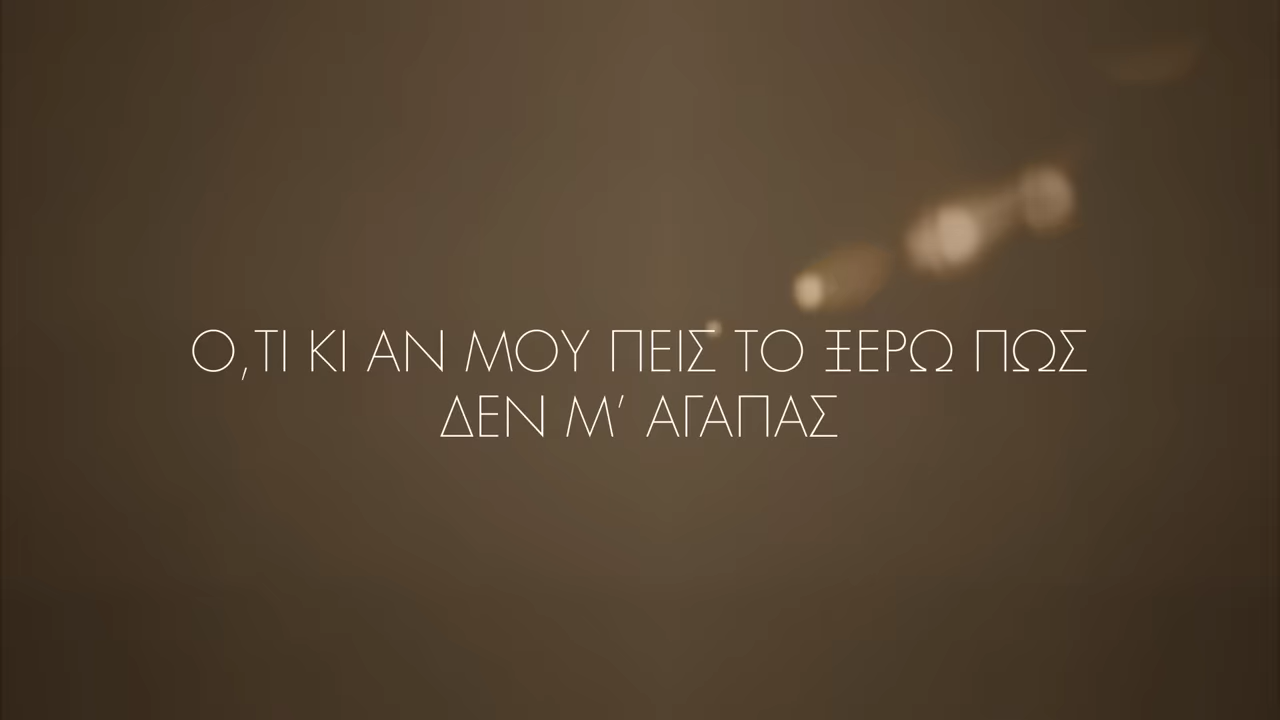 Ο,ΤΙ ΚΙ ΑΝ ΜΟΥ ΠΕΙΣ ΤΟ ΞΕΡΩ ΠΩΣ
ΔΕΝ Μ' ΑΓΑΠΑΣ